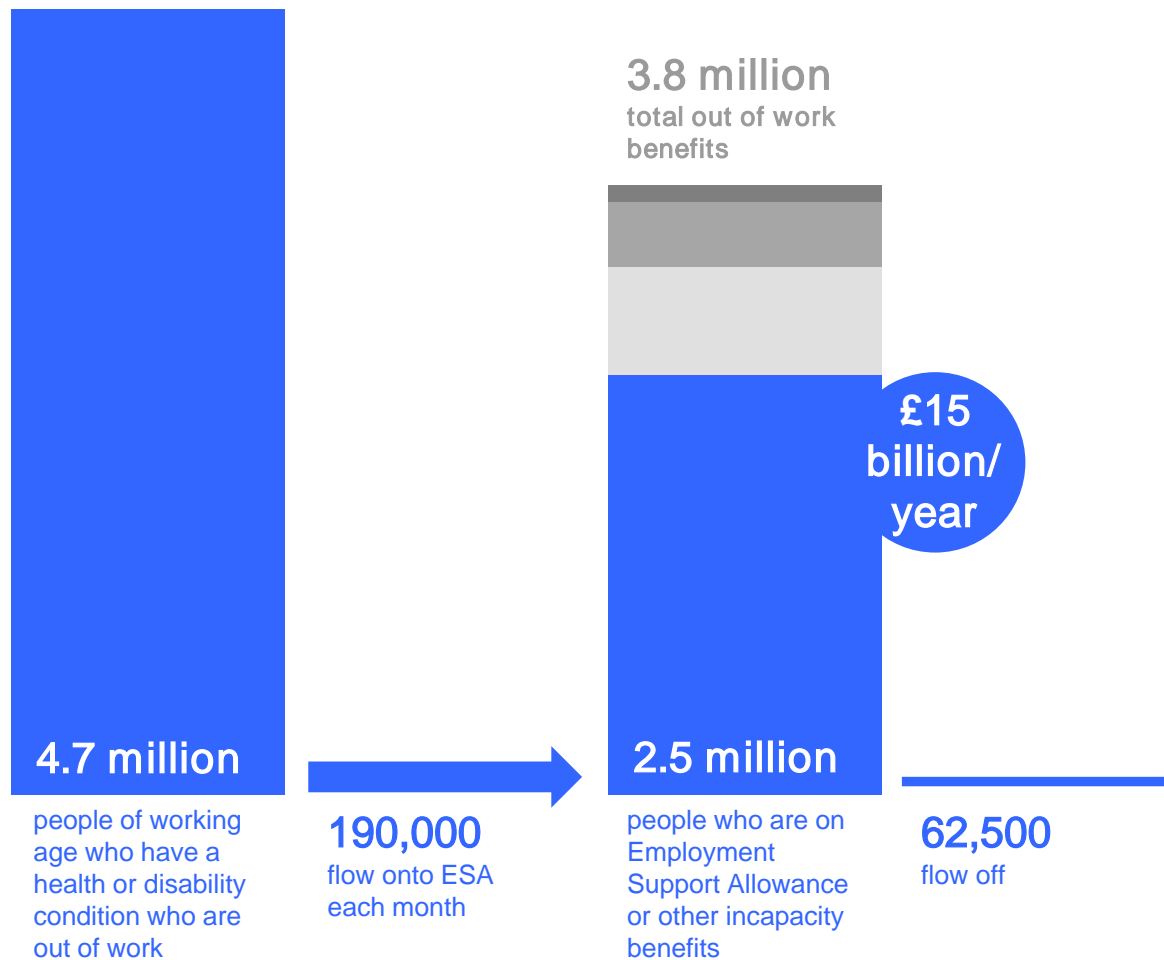 3.8 million
total out of work
benefits
£15
billion/
year
4.7 million
people of working
age who have a
health or disability
condition who are
out of work
190,000
flow onto ESA
each month
2.5 million
people who are on
Employment
Support Allowance
or other incapacity
benefits
62,500
flow off